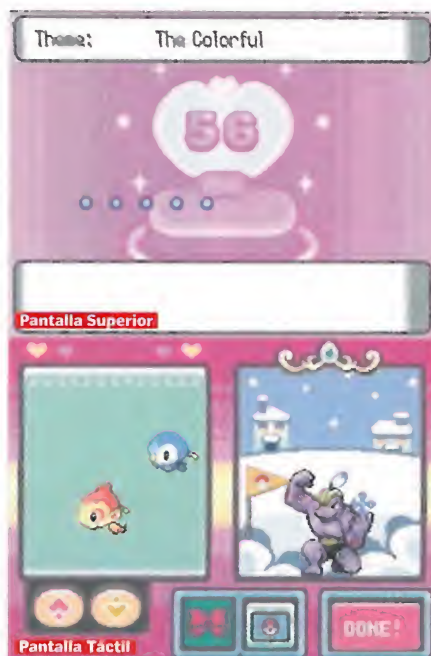 Theme: The Colorful
56
Pantalla Superior
DONE!
Pantalla Táctil